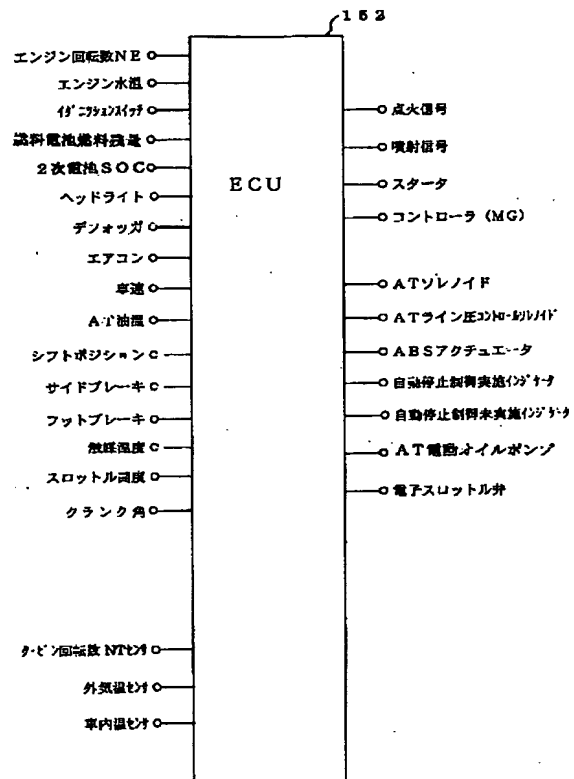 152
ECU
エンジン回転数NE
エンジン水温
イグニッションスイッチ
燃料電池燃料残量
2次電池SOC
ヘッドライト
デフォッガ
エアコン
車速
AT油温
シフトポジション
サイドブレーキ
フットブレーキ
触媒温度
スロットル開度
クランク角
タービン回転数NTセンサ
外気温センサ
車内温センサ
点火信号
噴射信号
スタータ
コントローラ (MG)
ATソレノイド
ATライン圧コントロールソレノイド
ABSアクチュエータ
自動停止制御実施インジケータ
自動停止制御未実施インジケータ
AT電動オイルポンプ
電子スロットル弁